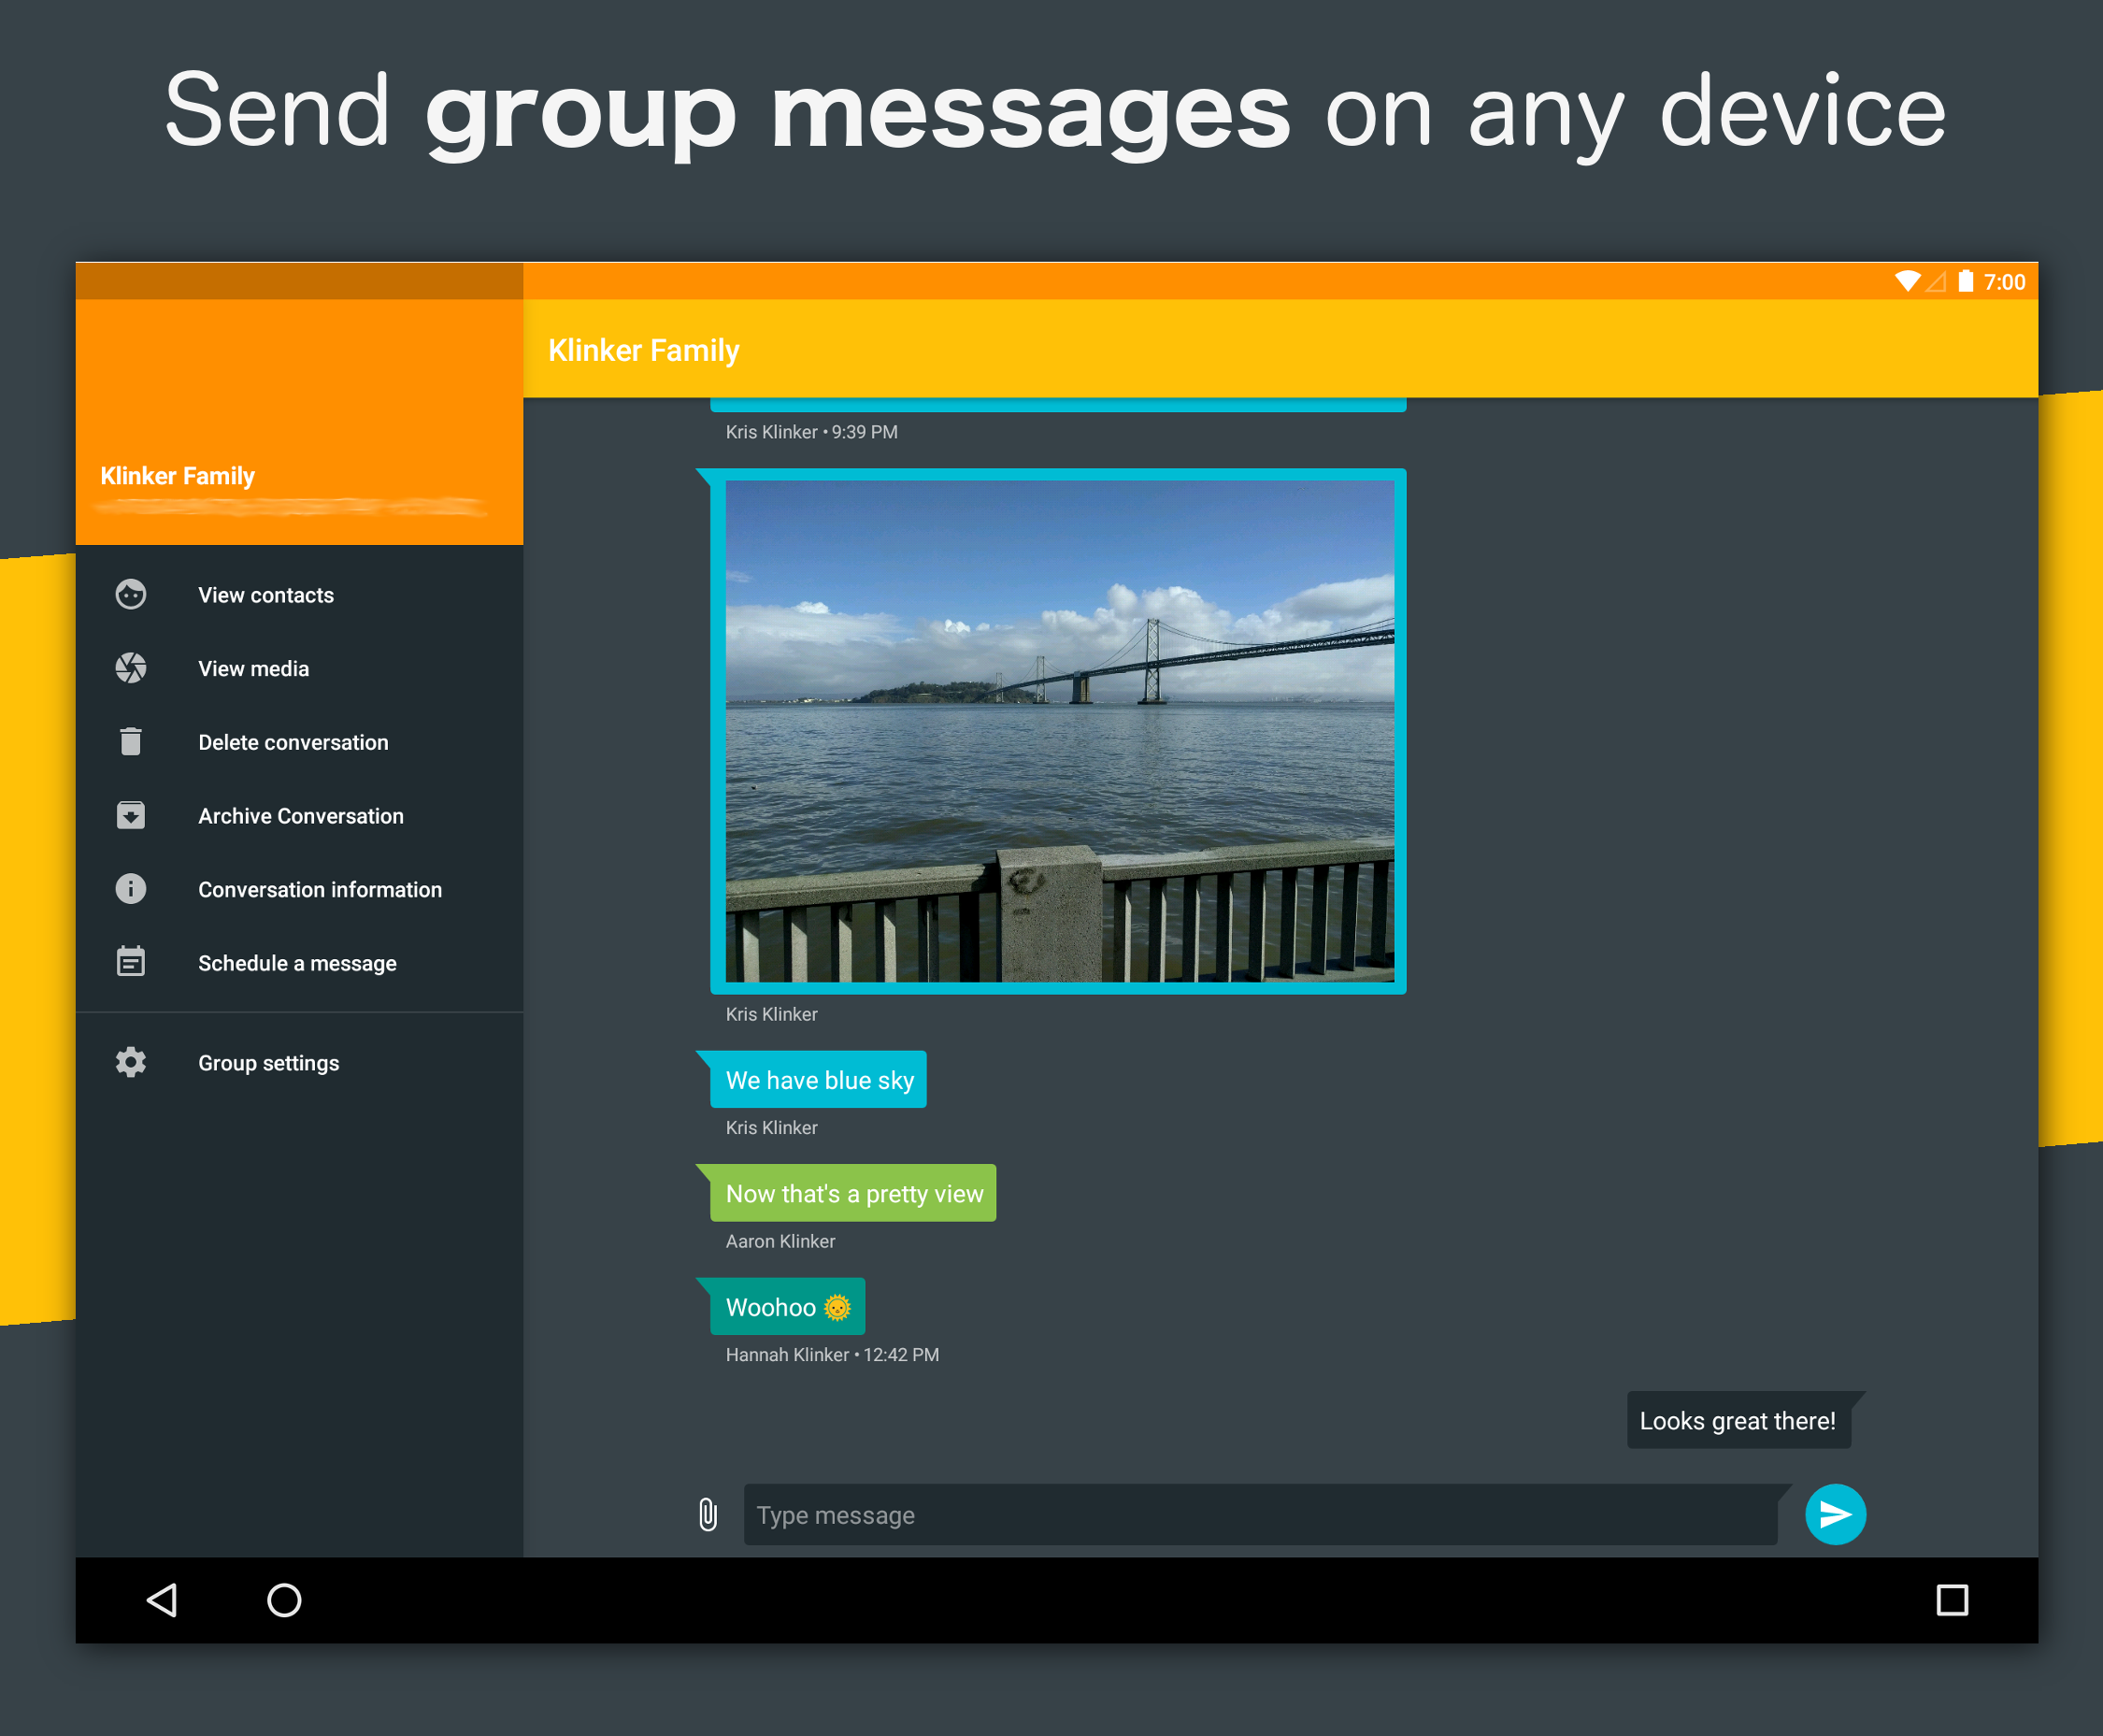 Send group messages on any device
7:00
Klinker Family
Klinker Family
View contacts
View media
Delete conversation
Archive Conversation
Conversation information
Schedule a message
Group settings
Kris Klinker • 9:39 PM
Kris Klinker
We have blue sky
Kris Klinker
Now that's a pretty view
Aaron Klinker
Woohoo 🌞
Hannah Klinker • 12:42 PM
Looks great there!
Type message